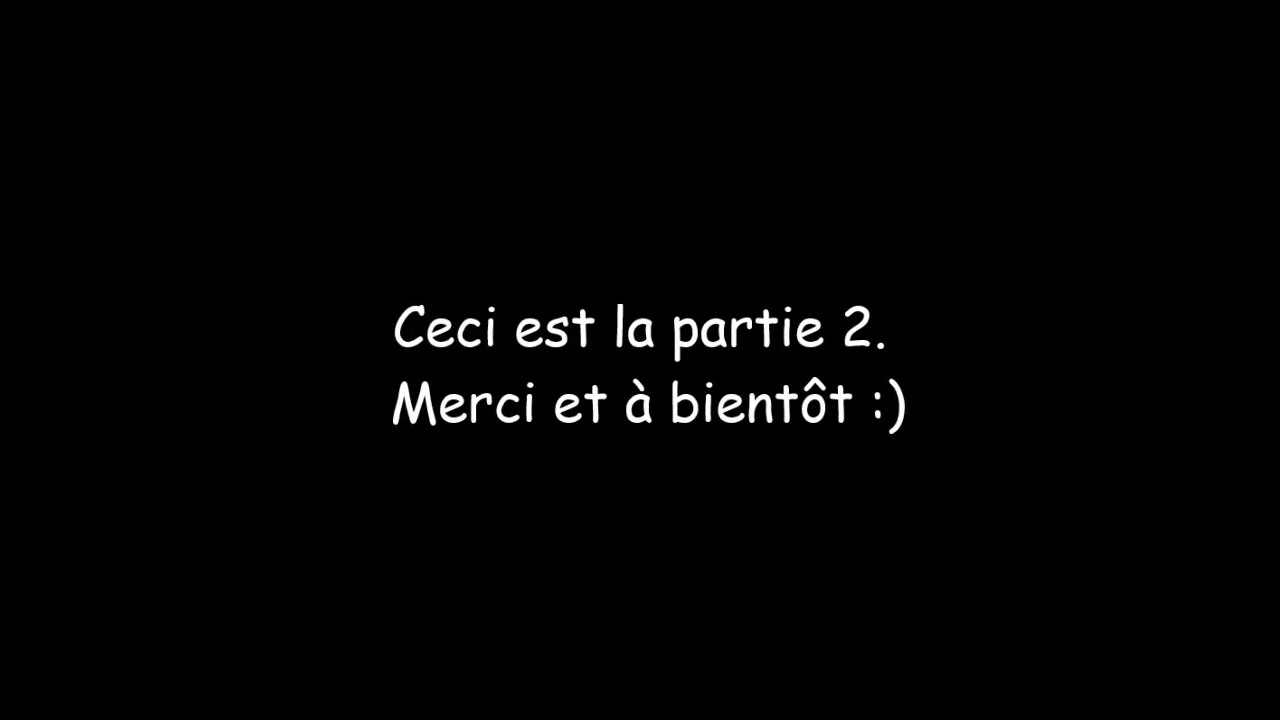 Ceci est la partie 2.
Merci et à bientôt :)